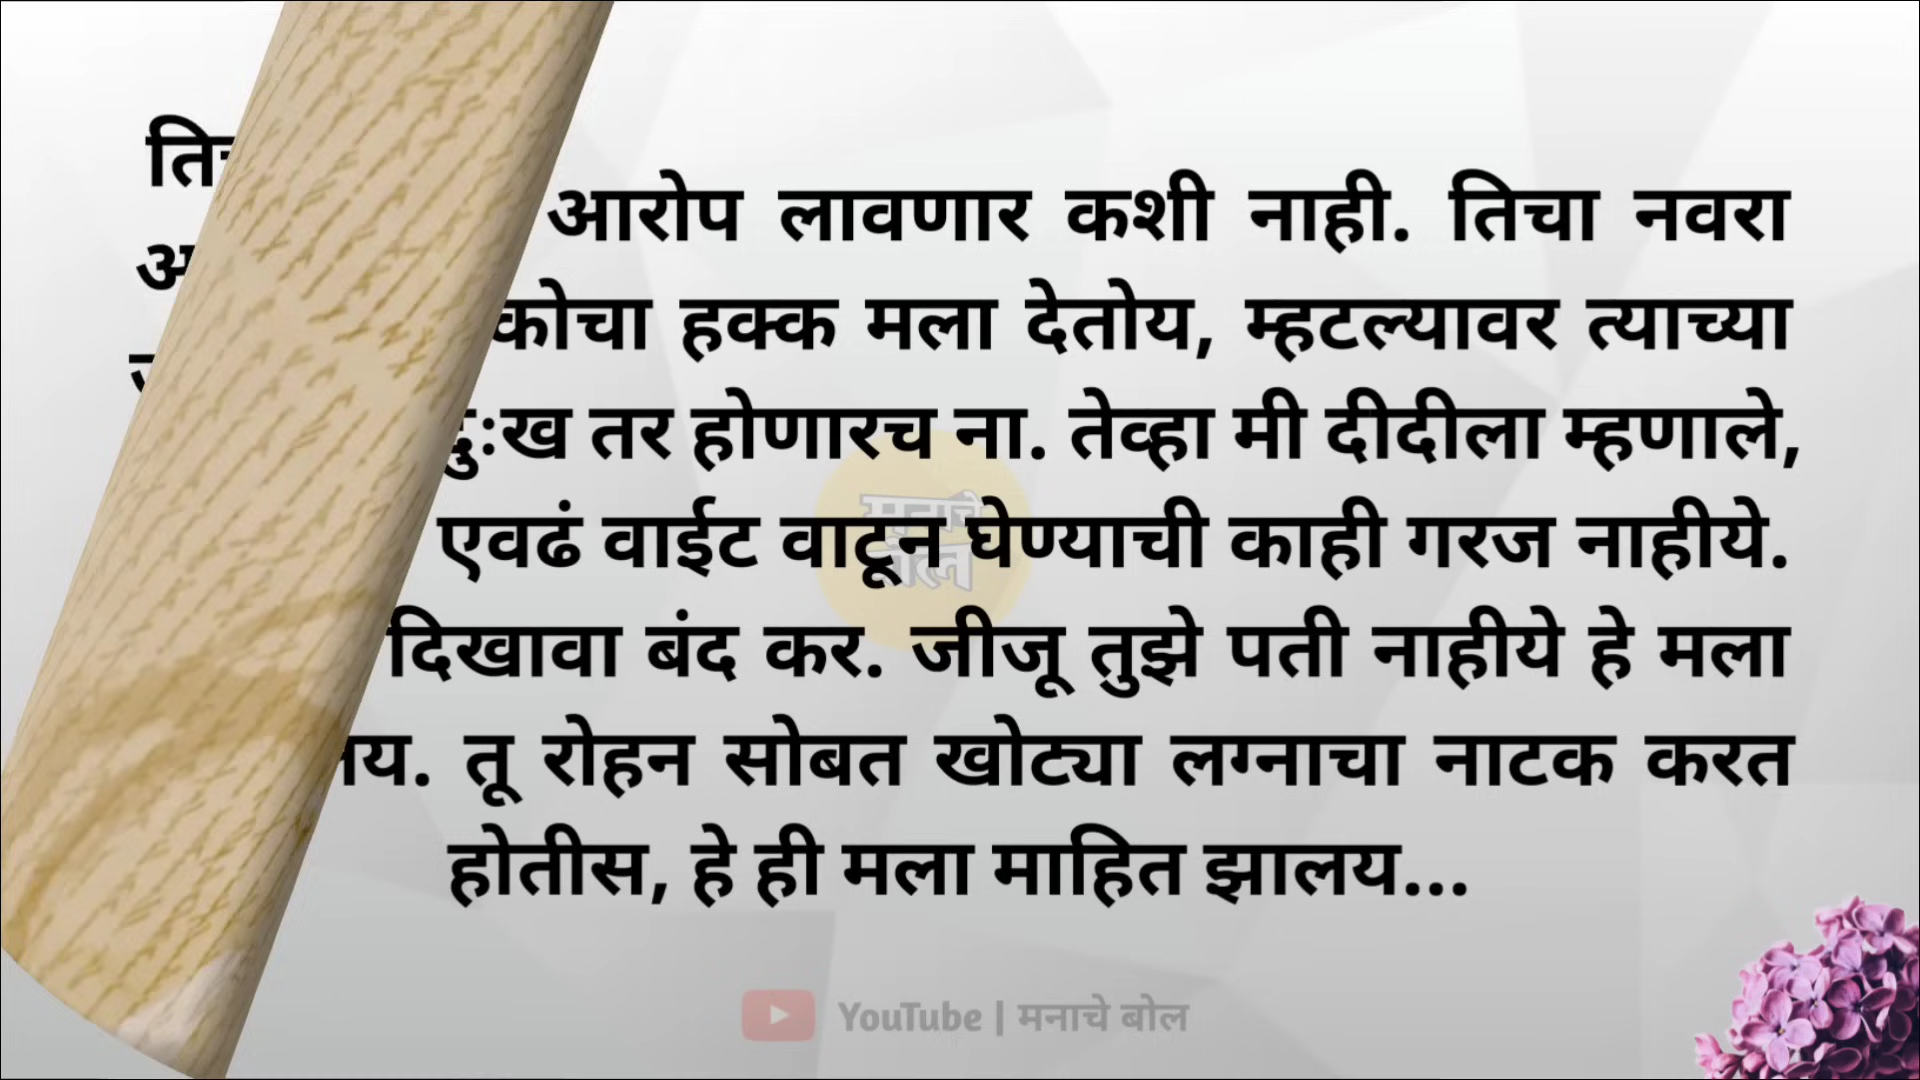 आरोप लावणार कशी नाही. तिचा नवरा
हक्क मला देतोय, म्हटल्यावर त्याच्या
तर होणारच ना. तेव्हा मी दीदीला म्हणाले,
एवढं वाईट वाटून घेण्याची काही गरज नाहीये.
दिखावा बंद कर. जीजू तुझे पती नाहीये हे मला
तू रोहन सोबत खोट्या लग्नाचा नाटक करत
होतीस, हे ही मला माहित झालय...
मनाचे
बोल
YouTube | मनाचे बोल